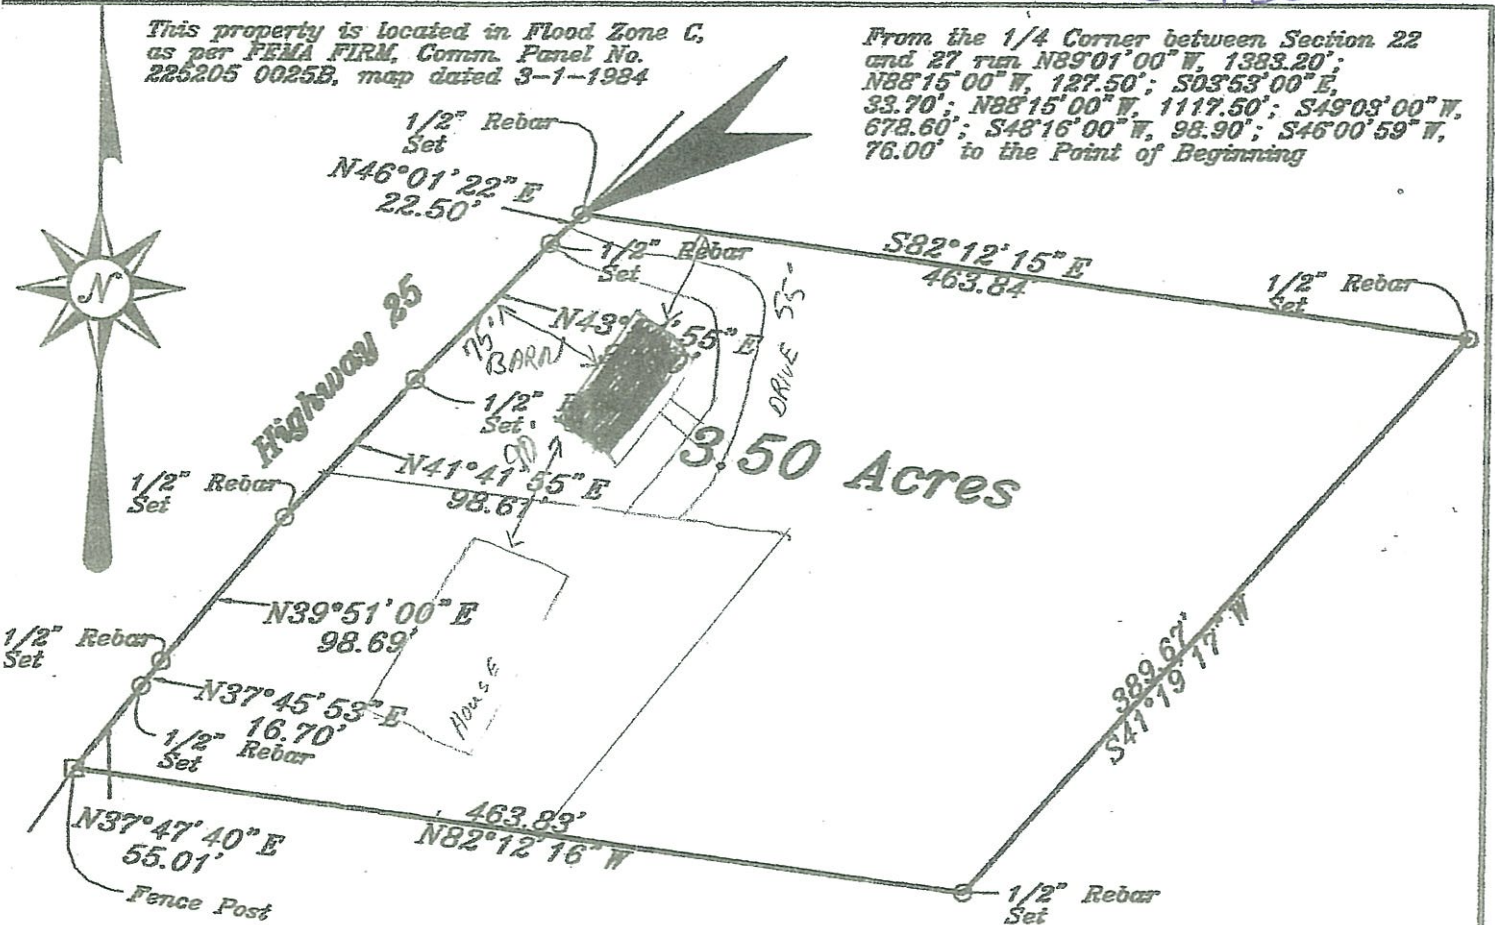 This property is located in Flood Zone C,
as per FEMA FIRM, Comm. Panel No.
225205 0025B, map dated 3-1-1984
From the 1/4 Corner between Section 22
and 27 run N89°01'00"W, 1383.20';
N88°15'00"W, 127.50'; S03°53'00"E,
33.70'; N88°15'00"W, 1117.50'; S49°03'00"W,
678.60'; S48°16'00"W, 98.90'; S46°00'59"W,
76.00' to the Point of Beginning
1/2" Rebar
Set
N46°01'22"E
22.50'
1/2" Rebar
Set
S82°12'15"E
463.84'
1/2" Rebar
Set
N
Highway 25
N43° 55"E
75'
BARN
DRIVE 55'
1/2"
Set
90'
3.50 Acres
N41°41'55"E
98.67'
1/2" Rebar
Set
N39°51'00"E
98.69'
1/2" Rebar
Set
N37°45'53"E
16.70'
1/2" Rebar
Set
HOUSE
389.67'
S41°19'17"W
463.83'
N82°12'16"W
N37°47'40"E
55.01'
Fence Post
1/2" Rebar
Set